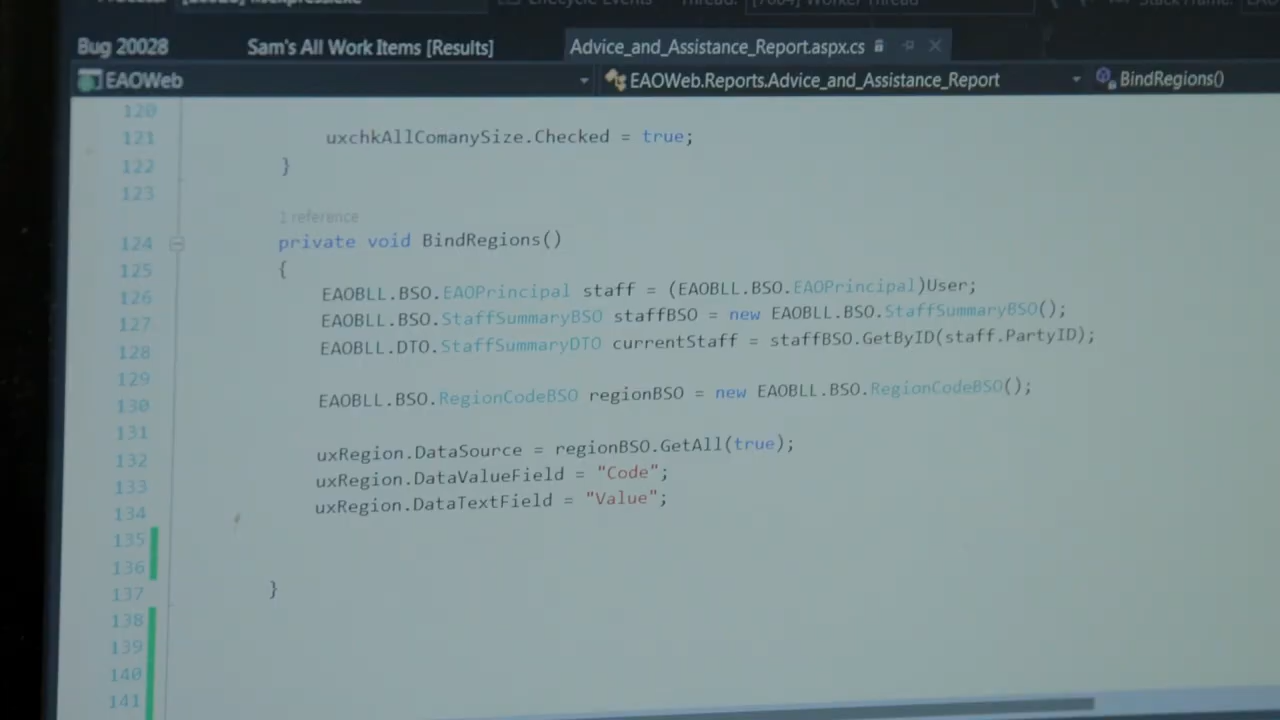 Bug 20028 Sam's All Work Items [Results] Advice_and_Assistance_Report.aspx.cs
EAOWeb EAOWeb.Reports.Advice_and_Assistance_Report BindRegions()
120
121 uxchkAllComanySize.Checked = true;
122 }
123
1 reference
124 private void BindRegions()
125 {
126 EAOBLL.BSO.EAOPrincipal staff = (EAOBLL.BSO.EAOPrincipal)User;
127 EAOBLL.BSO.StaffSummaryBSO staffBSO = new EAOBLL.BSO.StaffSummaryBSO();
128 EAOBLL.DTO.StaffSummaryDTO currentStaff = staffBSO.GetByID(staff.PartyID);
129
130 EAOBLL.BSO.RegionCodeBSO regionBSO = new EAOBLL.BSO.RegionCodeBSO();
131
132 uxRegion.DataSource = regionBSO.GetAll(true);
133 uxRegion.DataValueField = "Code";
134 uxRegion.DataTextField = "Value";
135
136
137 }
138
139
140
141